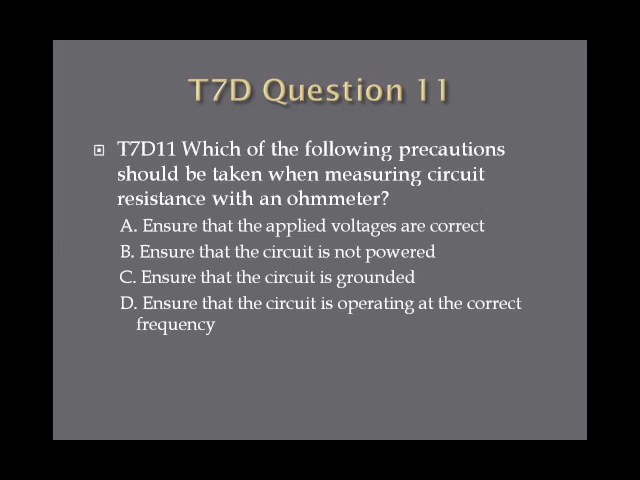 T7D Question 11
T7D11 Which of the following precautions
should be taken when measuring circuit
resistance with an ohmmeter?
A. Ensure that the applied voltages are correct
B. Ensure that the circuit is not powered
C. Ensure that the circuit is grounded
D. Ensure that the circuit is operating at the correct
frequency